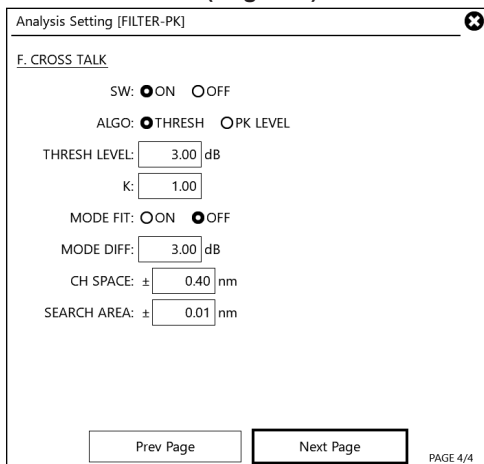 Analysis Setting [FILTER-PK]
F. CROSS TALK
SW: ON OFF
ALGO: THRESH PK LEVEL
THRESH LEVEL: 3.00 dB
K: 1.00
MODE FIT: ON OFF
MODE DIFF: 3.00 dB
CH SPACE: ± 0.40 nm
SEARCH AREA: ± 0.01 nm
Prev Page Next Page PAGE 4/4